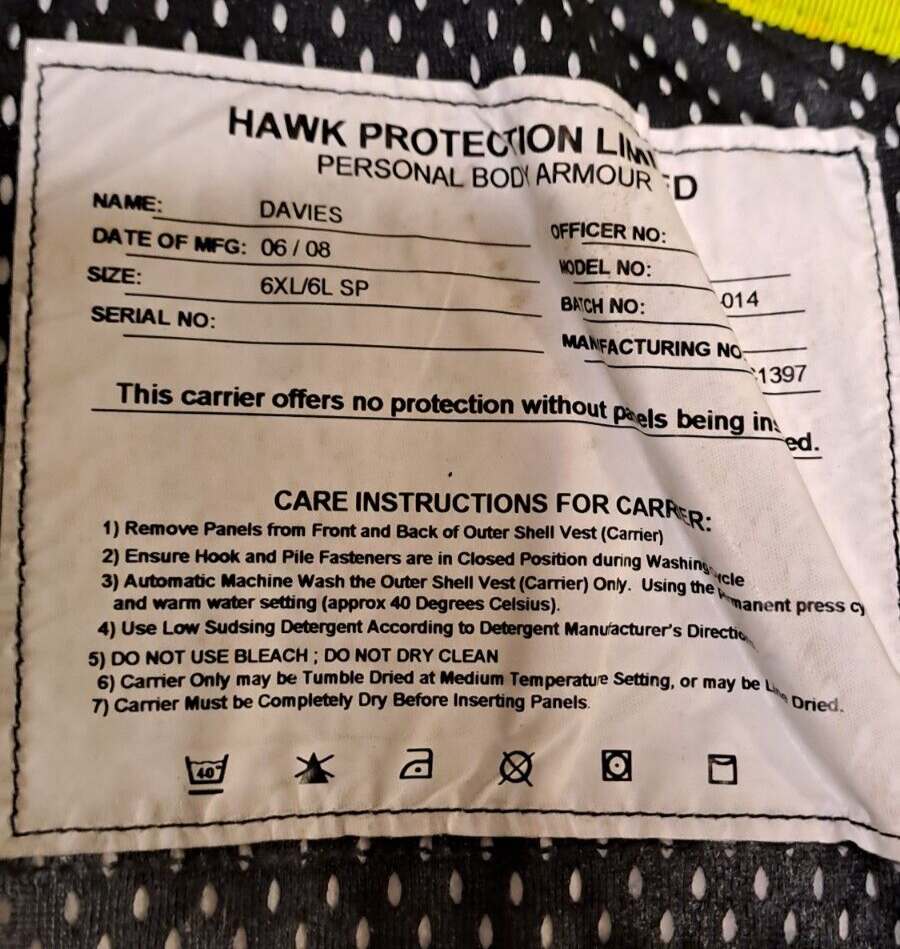 HAWK PROTECTION LIMITED
PERSONAL BODY ARMOUR
NAME: DAVIES
OFFICER NO:
DATE OF MFG: 06 / 08
MODEL NO:
SIZE: 6XL/6L SP
BATCH NO: 014
SERIAL NO:
MANFACTURING NO 1397
This carrier offers no protection without panels being
CARE INSTRUCTIONS FOR CARRIER:
1) Remove Panels from Front and Back of Outer Shell Vest (Carrier)
2) Ensure Hook and Pile Fasteners are in Closed Position during Washing
3) Automatic Machine Wash the Outer Shell Vest (Carrier) Only. Using the permanent press
and warm water setting (approx 40 Degrees Celsius).
4) Use Low Sudsing Detergent According to Detergent Manufacturer's
5) DO NOT USE BLEACH ; DO NOT DRY CLEAN
6) Carrier Only may be Tumble Dried at Medium Temperature Setting, or may be Line Dried.
7) Carrier Must be Completely Dry Before Inserting Panels.
40°